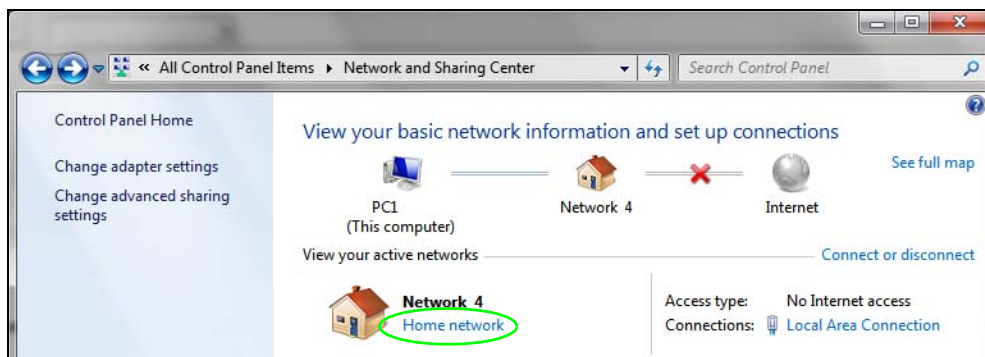 « All Control Panel Items ▸ Network and Sharing Center
Search Control Panel
Control Panel Home
Change adapter settings
Change advanced sharing
settings
View your basic network information and set up connections
See full map
PC1
(This computer)
Network 4
Internet
View your active networks
Connect or disconnect
Network 4
Home network
Access type: No Internet access
Connections: Local Area Connection